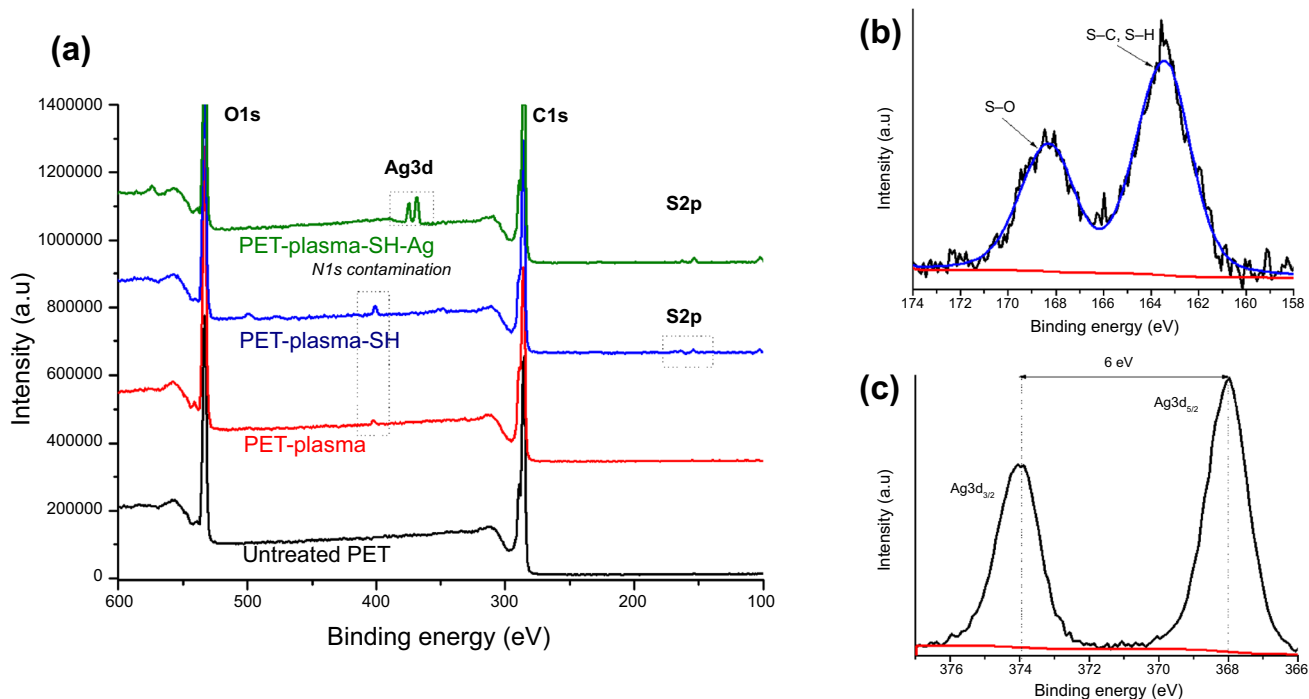 (a)
Intensity (a.u)
1400000
1200000
1000000
800000
600000
400000
200000
0
O1s
C1s
Ag3d
S2p
PET-plasma-SH-Ag
N1s contamination
S2p
PET-plasma-SH
PET-plasma
Untreated PET
600 500 400 300 200 100
Binding energy (eV)
(b)
Intensity (a.u)
S–C, S–H
S–O
174 172 170 168 166 164 162 160 158
Binding energy (eV)
(c)
Intensity (a.u)
6 eV
Ag3d5/2
Ag3d3/2
376 374 372 370 368 366
Binding energy (eV)